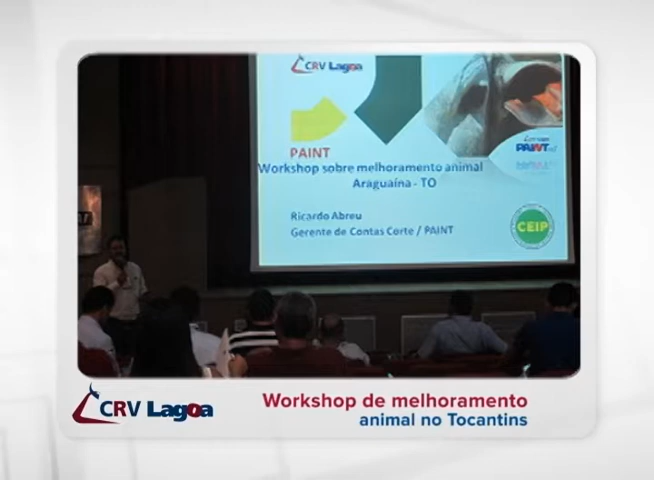 CRV Lagoa
PAINT
PAINT
Workshop sobre melhoramento animal
Araguaína - TO
Ricardo Abreu
Gerente de Contas Corte / PAINT
CEIP
CRV Lagoa
Workshop de melhoramento
animal no Tocantins